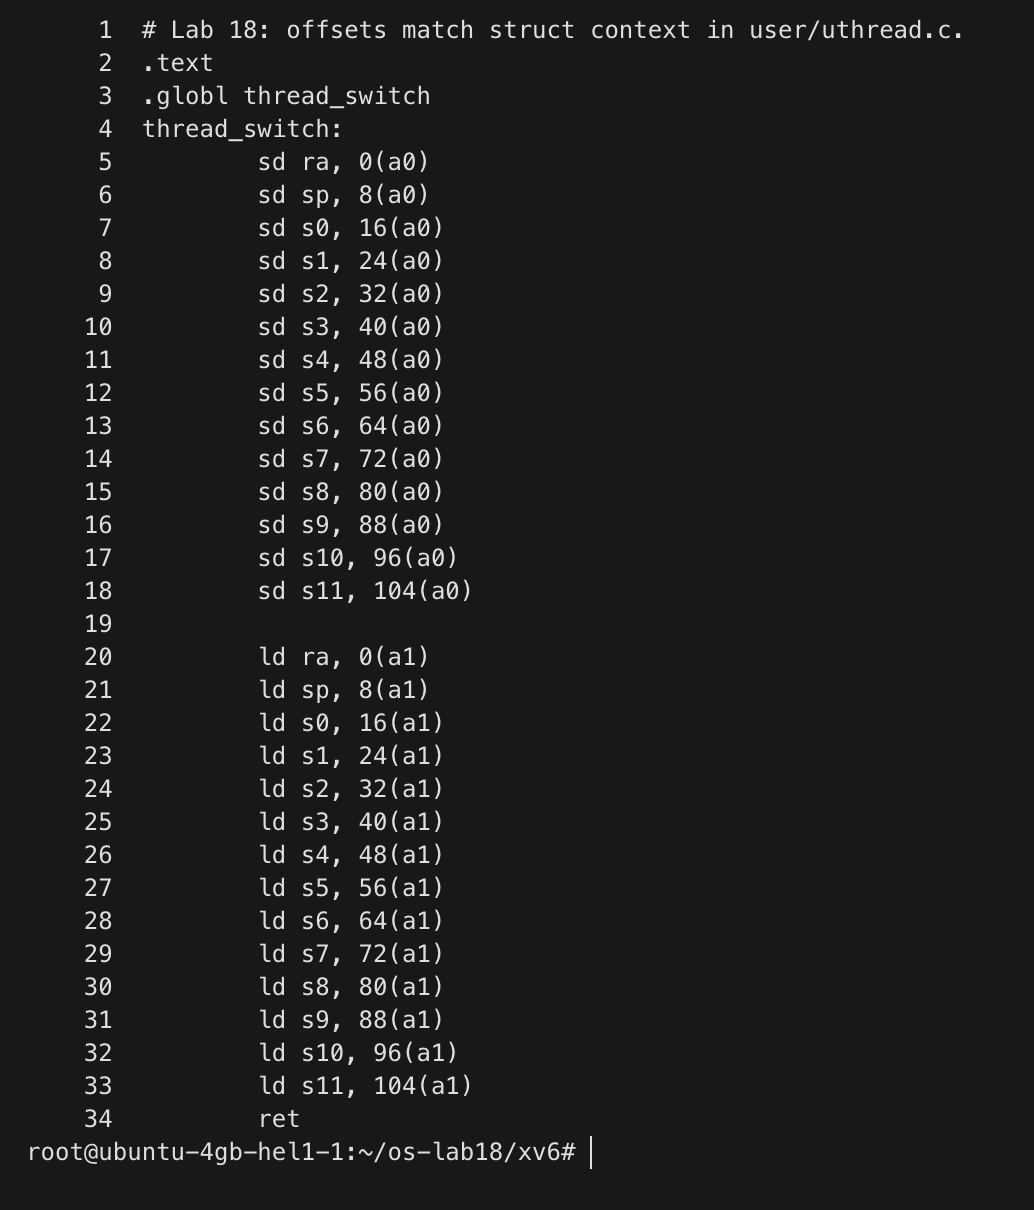 1 # Lab 18: offsets match struct context in user/uthread.c.
2 .text
3 .globl thread_switch
4 thread_switch:
5 sd ra, 0(a0)
6 sd sp, 8(a0)
7 sd s0, 16(a0)
8 sd s1, 24(a0)
9 sd s2, 32(a0)
10 sd s3, 40(a0)
11 sd s4, 48(a0)
12 sd s5, 56(a0)
13 sd s6, 64(a0)
14 sd s7, 72(a0)
15 sd s8, 80(a0)
16 sd s9, 88(a0)
17 sd s10, 96(a0)
18 sd s11, 104(a0)
19
20 ld ra, 0(a1)
21 ld sp, 8(a1)
22 ld s0, 16(a1)
23 ld s1, 24(a1)
24 ld s2, 32(a1)
25 ld s3, 40(a1)
26 ld s4, 48(a1)
27 ld s5, 56(a1)
28 ld s6, 64(a1)
29 ld s7, 72(a1)
30 ld s8, 80(a1)
31 ld s9, 88(a1)
32 ld s10, 96(a1)
33 ld s11, 104(a1)
34 ret
root@ubuntu-4gb-hel1-1:~/os-lab18/xv6#